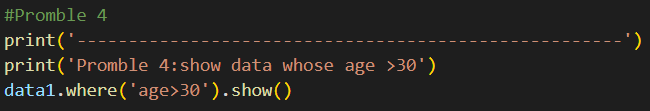 #Promble 4
print('-----------------------------------------------------')
print('Promble 4:show data whose age >30')
data1.where('age>30').show()